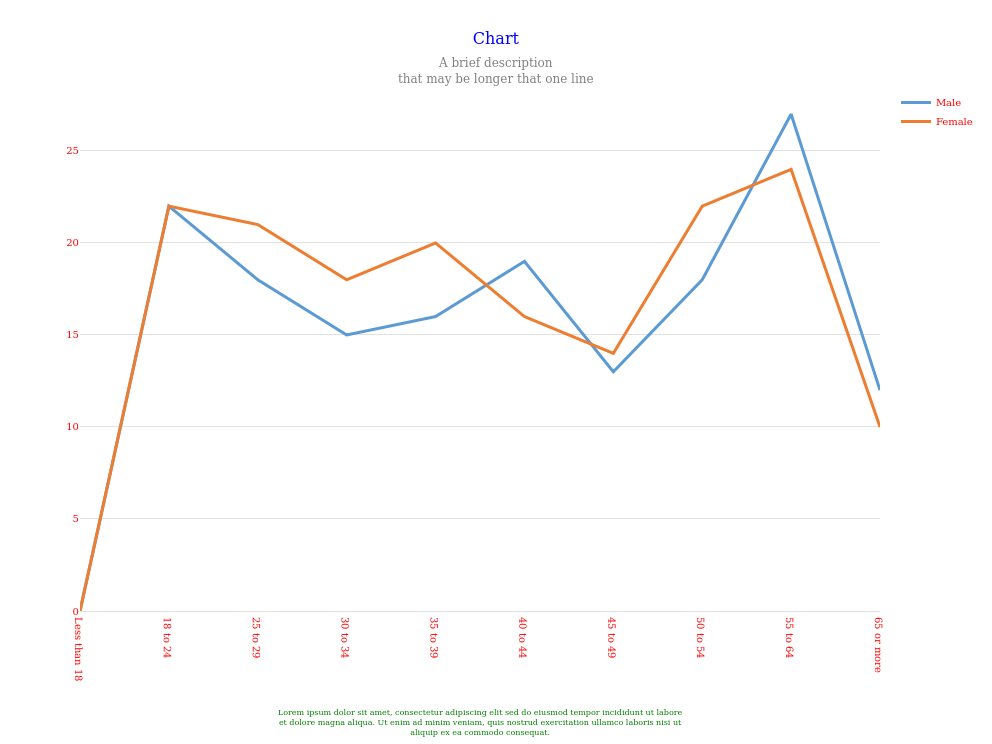 Chart
A brief description
that may be longer that one line
Male
Female
25
20
15
10
5
0
Less than 18
18 to 24
25 to 29
30 to 34
35 to 39
40 to 44
45 to 49
50 to 54
55 to 64
65 or more
Lorem ipsum dolor sit amet, consectetur adipiscing elit sed do eiusmod tempor incididunt ut labore
et dolore magna aliqua. Ut enim ad minim veniam, quis nostrud exercitation ullamco laboris nisi ut
aliquip ex ea commodo consequat.